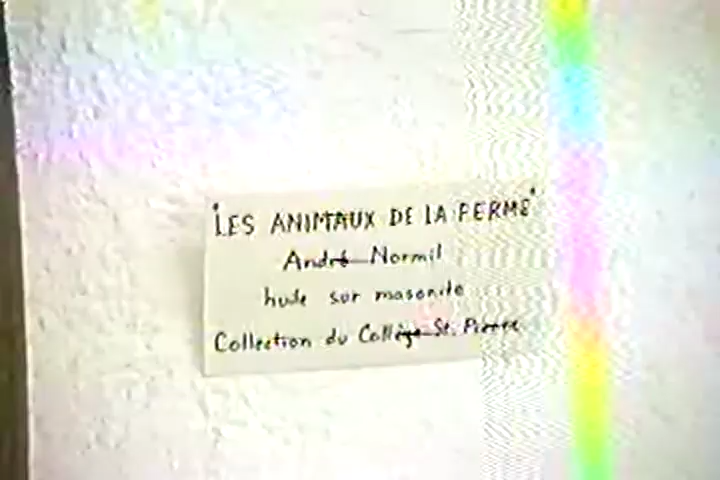 "LES ANIMAUX DE LA FERME"
André Normil
huile sur masonite
Collection du Collège St. Pierre